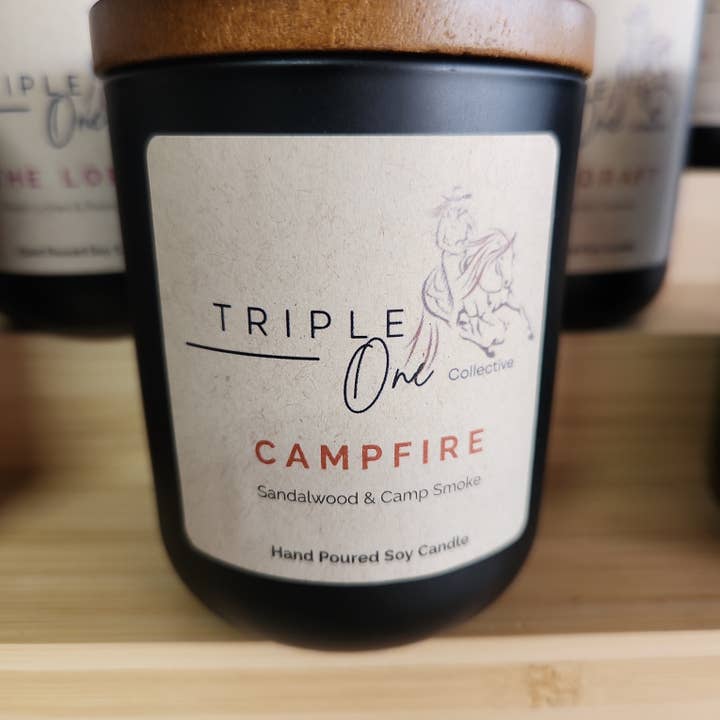 TRIPLE
One Collective
CAMPFIRE
Sandalwood & Camp Smoke
Hand Poured Soy Candle